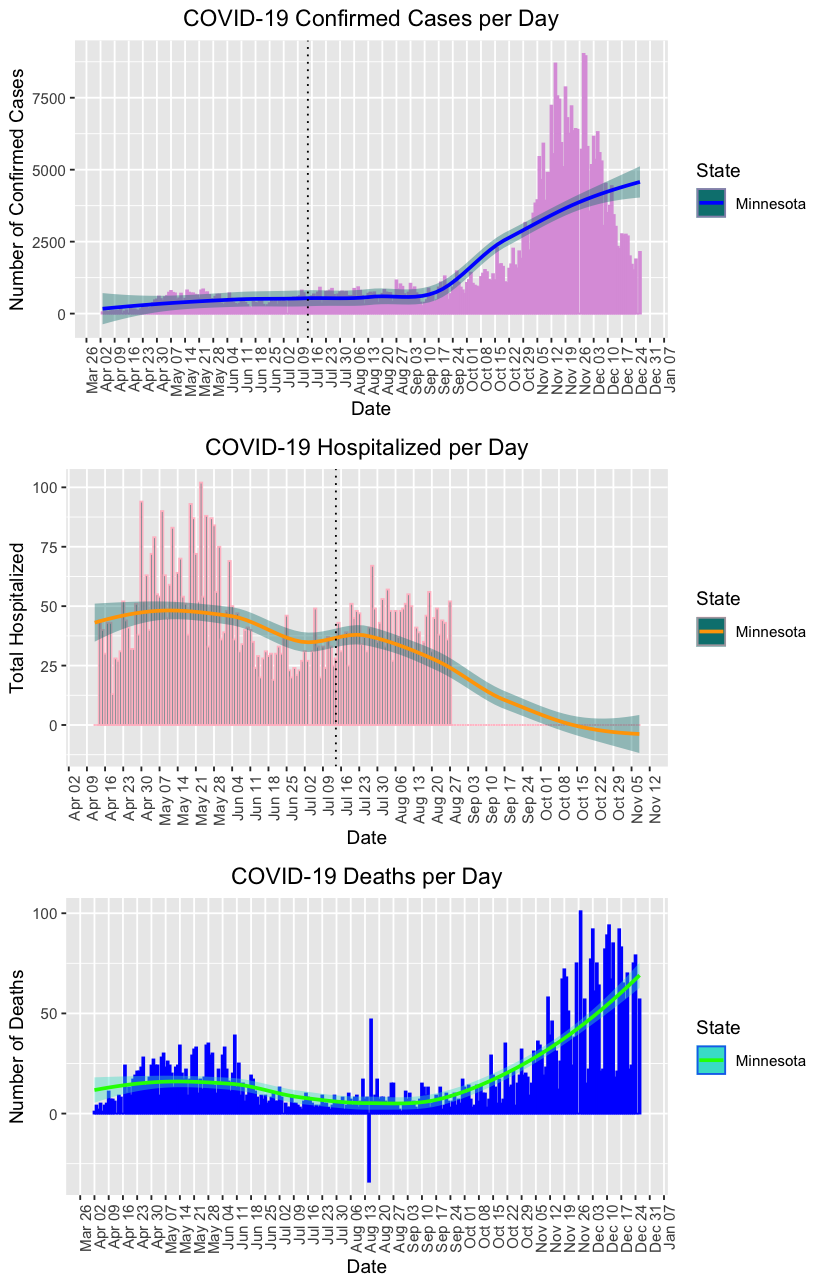 COVID-19 Confirmed Cases per Day
Number of Confirmed Cases
7500
5000
2500
0
Mar 26
Apr 02
Apr 09
Apr 16
Apr 23
Apr 30
May 07
May 14
May 21
May 28
Jun 04
Jun 11
Jun 18
Jun 25
Jul 02
Jul 09
Jul 16
Jul 23
Jul 30
Aug 06
Aug 13
Aug 20
Aug 27
Sep 03
Sep 10
Sep 17
Sep 24
Oct 01
Oct 08
Oct 15
Oct 22
Oct 29
Nov 05
Nov 12
Nov 19
Nov 26
Dec 03
Dec 10
Dec 17
Dec 24
Dec 31
Jan 07
Date
State
Minnesota
COVID-19 Hospitalized per Day
Total Hospitalized
100
75
50
25
0
Apr 02
Apr 09
Apr 16
Apr 23
Apr 30
May 07
May 14
May 21
May 28
Jun 04
Jun 11
Jun 18
Jun 25
Jul 02
Jul 09
Jul 16
Jul 23
Jul 30
Aug 06
Aug 13
Aug 20
Aug 27
Sep 03
Sep 10
Sep 17
Sep 24
Oct 01
Oct 08
Oct 15
Oct 22
Oct 29
Nov 05
Nov 12
Date
State
Minnesota
COVID-19 Deaths per Day
Number of Deaths
100
50
0
Mar 26
Apr 02
Apr 09
Apr 16
Apr 23
Apr 30
May 07
May 14
May 21
May 28
Jun 04
Jun 11
Jun 18
Jun 25
Jul 02
Jul 09
Jul 16
Jul 23
Jul 30
Aug 06
Aug 13
Aug 20
Aug 27
Sep 03
Sep 10
Sep 17
Sep 24
Oct 01
Oct 08
Oct 15
Oct 22
Oct 29
Nov 05
Nov 12
Nov 19
Nov 26
Dec 03
Dec 10
Dec 17
Dec 24
Dec 31
Jan 07
Date
State
Minnesota